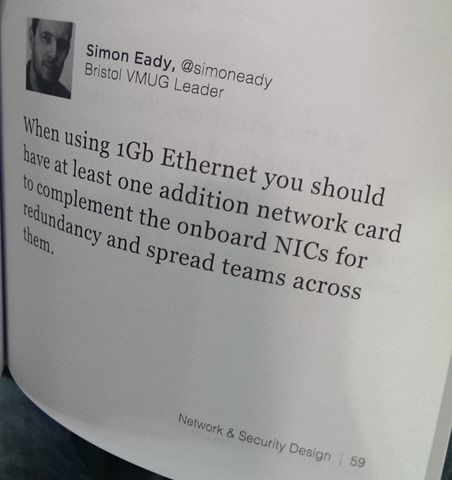 Simon Eady, @simoneady
Bristol VMUG Leader
When using 1Gb Ethernet you should
have at least one addition network card
to complement the onboard NICs for
redundancy and spread teams across
them.
Network & Security Design | 59